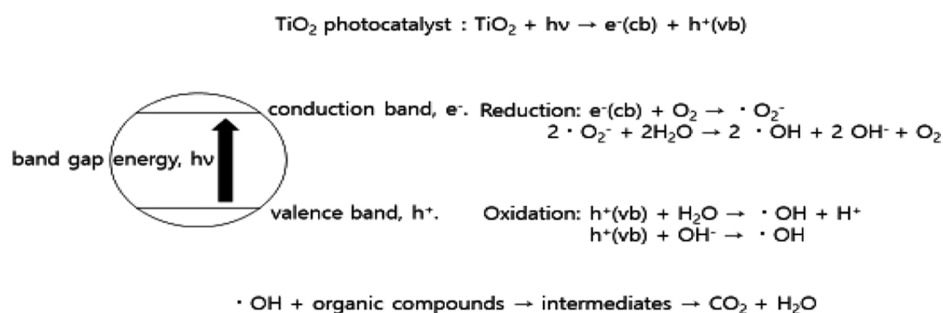 TiO₂ photocatalyst : TiO₂ + hν → e⁻(cb) + h⁺(vb)
conduction band, e⁻. Reduction: e⁻(cb) + O₂ → ・O₂⁻
2・O₂⁻ + 2H₂O → 2 ・OH + 2 OH⁻ + O₂
band gap energy, hν
valence band, h⁺. Oxidation: h⁺(vb) + H₂O → ・OH + H⁺
h⁺(vb) + OH⁻ → ・OH
・OH + organic compounds → intermediates → CO₂ + H₂O